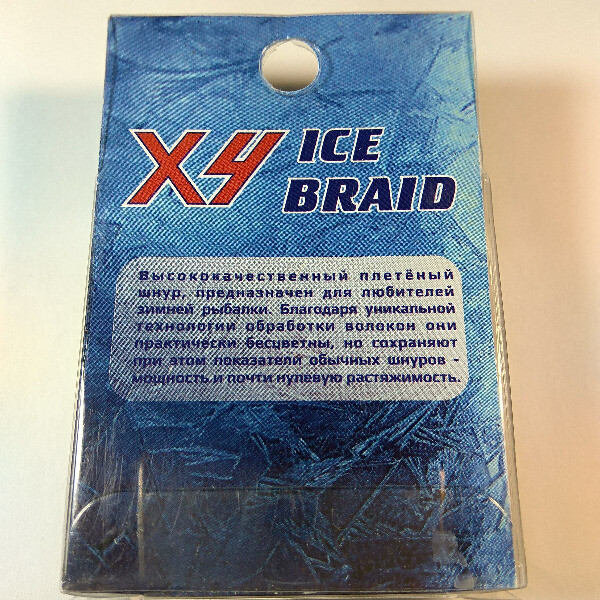 X4 ICE
BRAID
Высококачественный плетёный
шнур, предназначен для любителей
зимней рыбалки. Благодаря уникальной
технологии обработки волокон они
практически бесцветны, но сохраняют
при этом показатели обычных шнуров -
мощность и почти нулевую растяжимость.